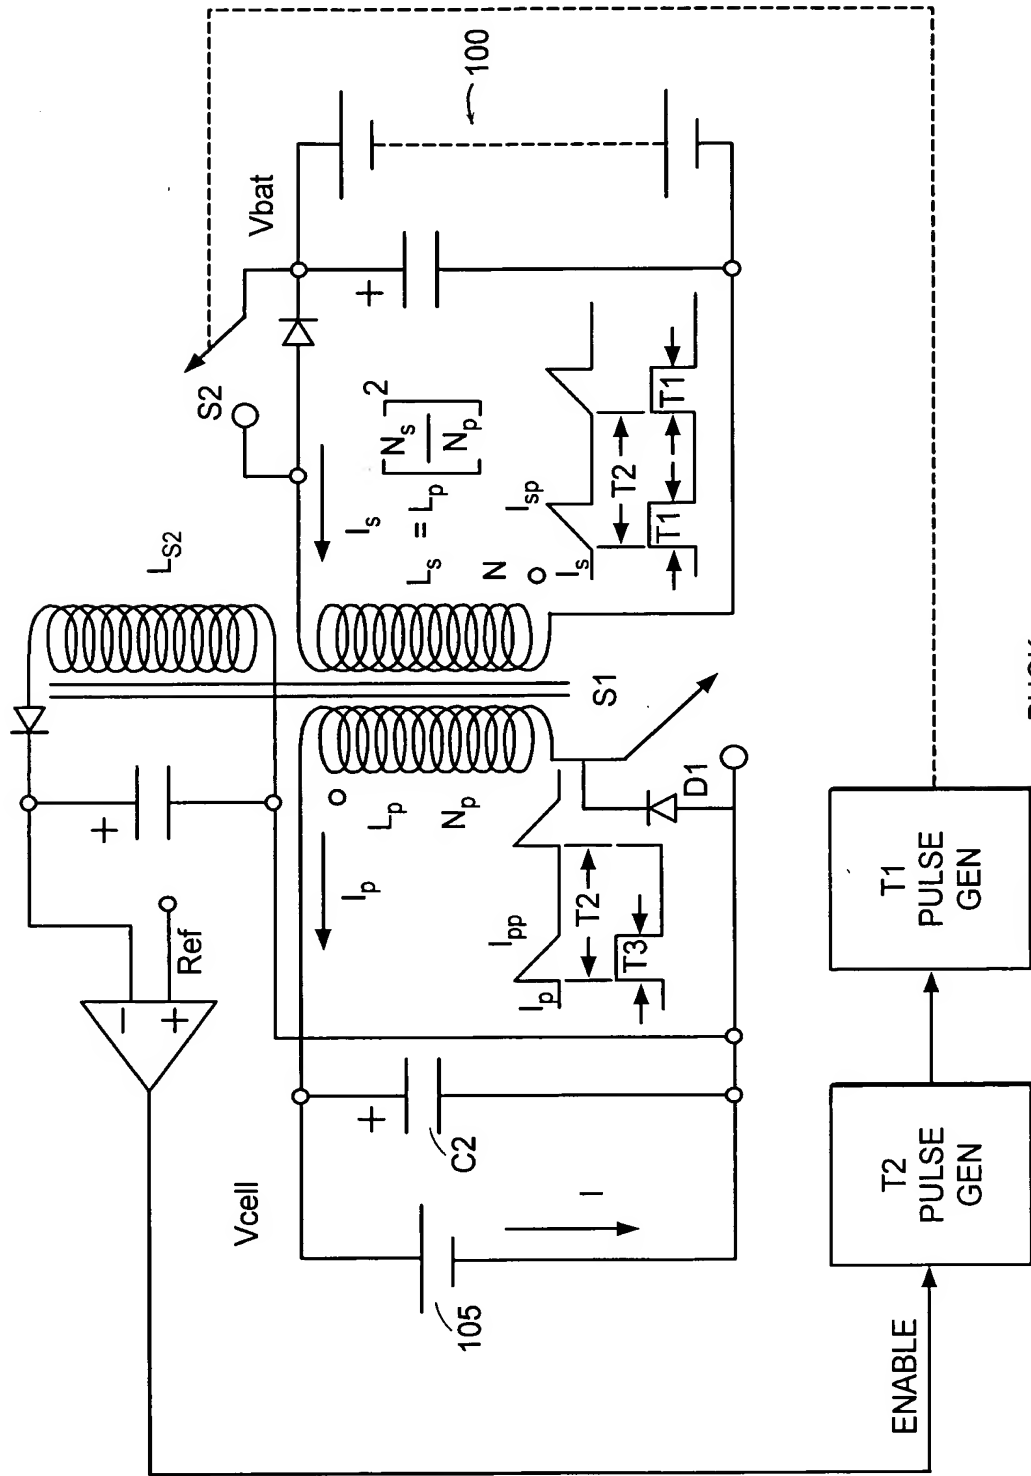 Vcell
105
C2
+
I
ENABLE
T2
PULSE
GEN
T1
PULSE
GEN
−
+
Ref
+
I_p
L_p
N_p
I_p
I_pp
T2
T3
D1
S1
L_S2
I_s
L_s = L_p [N_s / N_p]^2
N
I_s
I_sp
T2
T1
T1
S2
+
Vbat
100